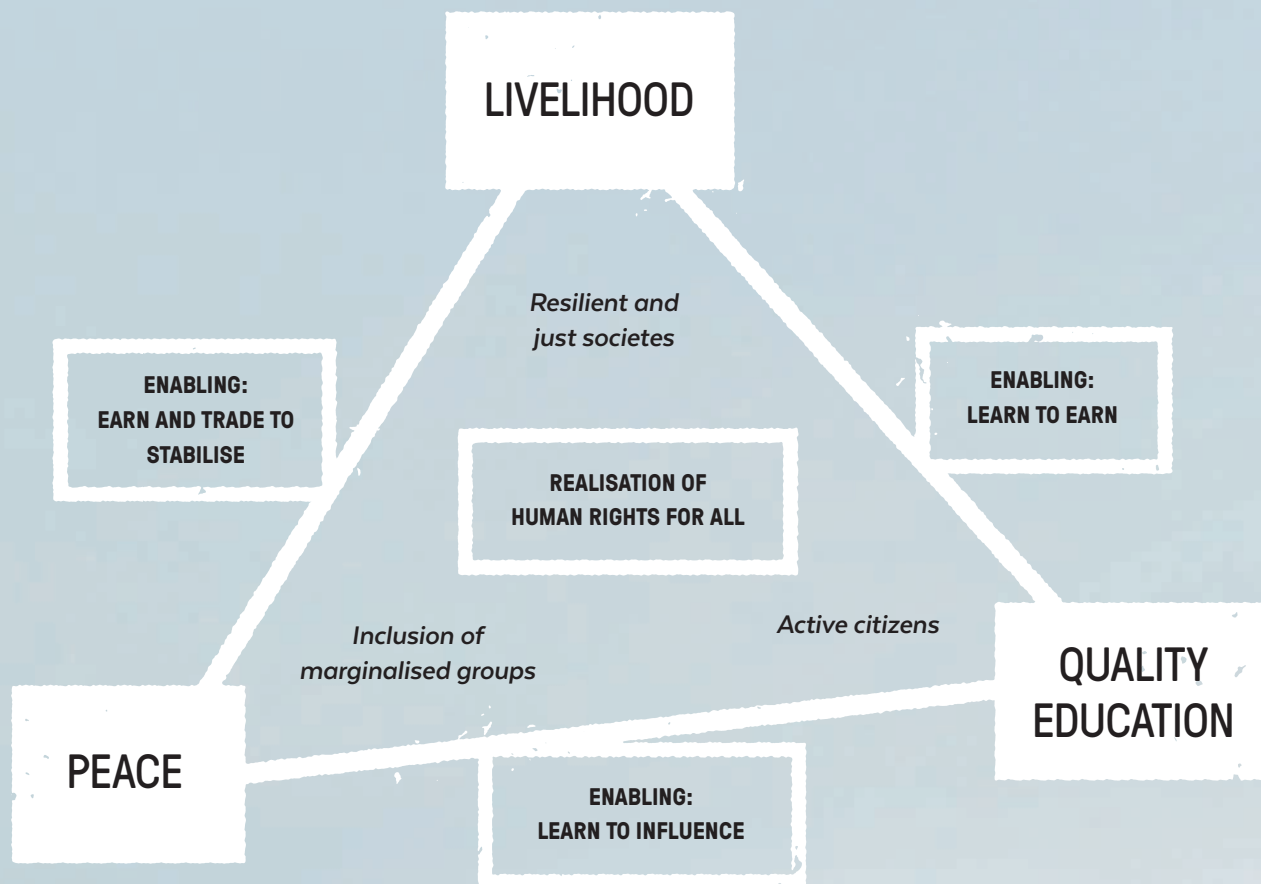 LIVELIHOOD
Resilient and
just societes
ENABLING:
EARN AND TRADE TO
STABILISE
ENABLING:
LEARN TO EARN
REALISATION OF
HUMAN RIGHTS FOR ALL
Inclusion of
marginalised groups
Active citizens
QUALITY
EDUCATION
PEACE
ENABLING:
LEARN TO INFLUENCE